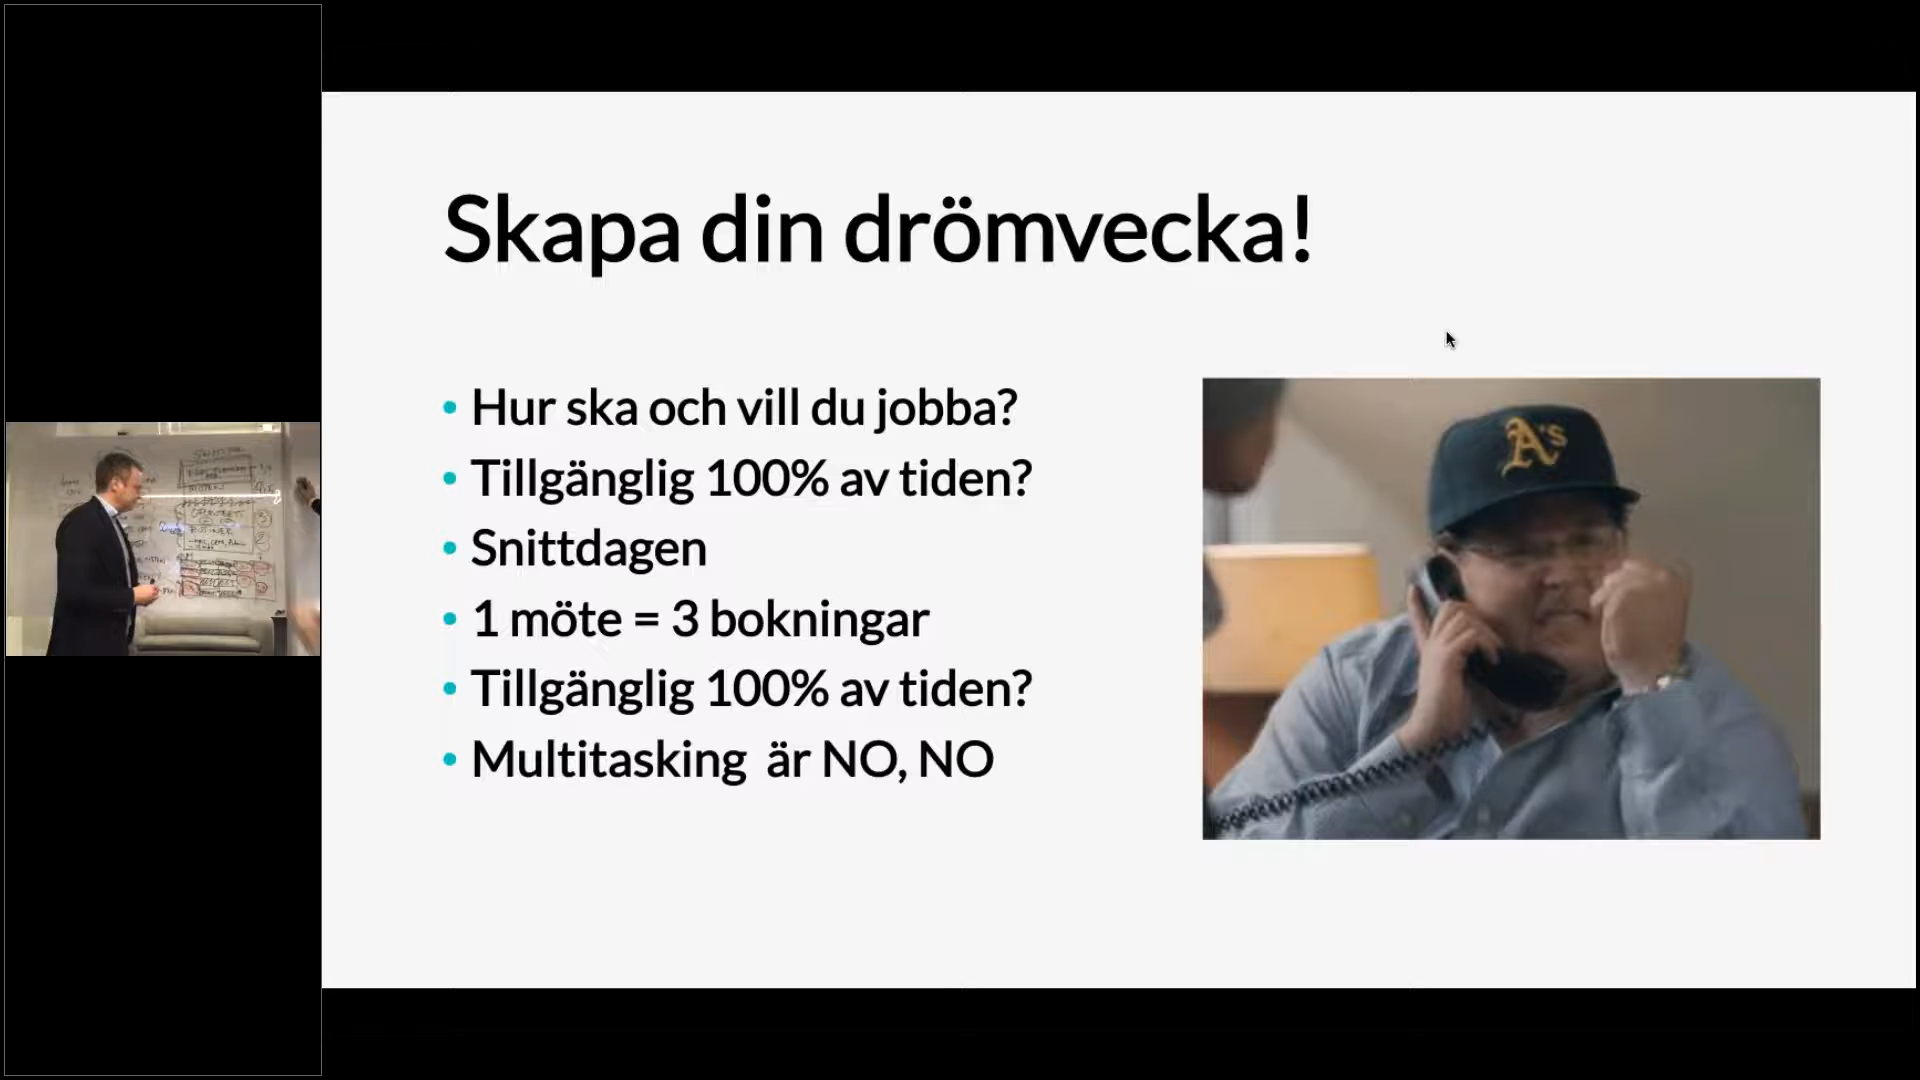 Skapa din drömvecka!
• Hur ska och vill du jobba?
• Tillgänglig 100% av tiden?
• Snittdagen
• 1 möte = 3 bokningar
• Tillgänglig 100% av tiden?
• Multitasking är NO, NO
A's